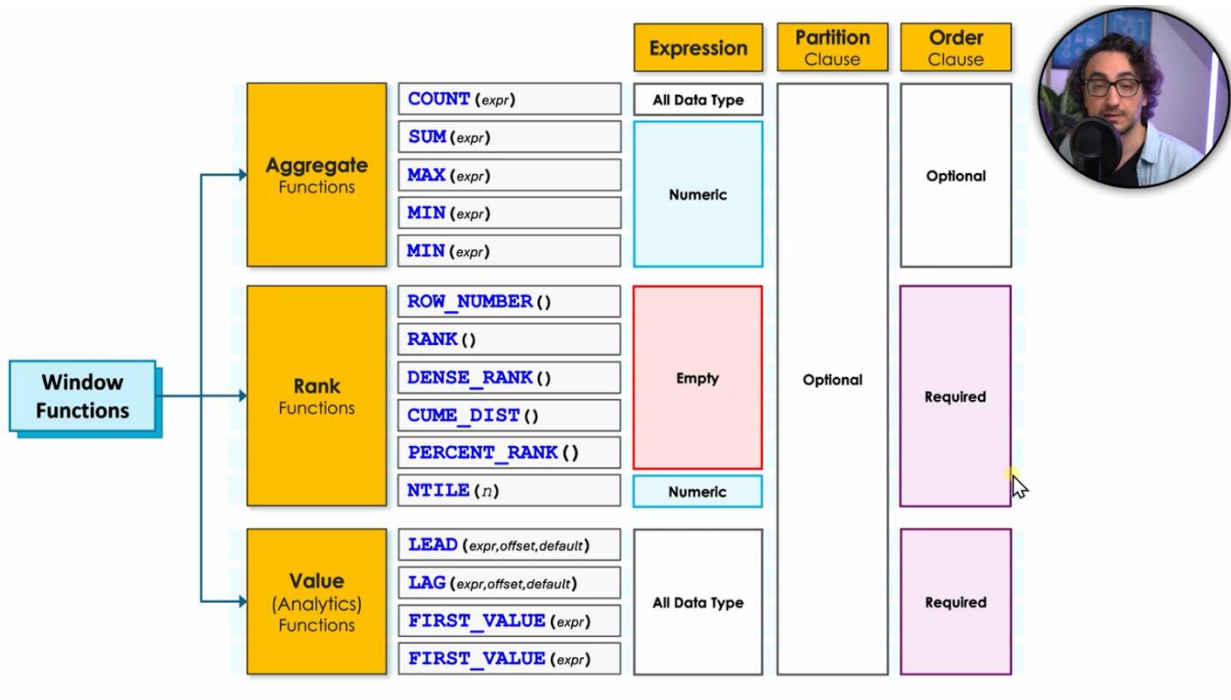 Expression
Partition
Clause
Order
Clause
Window
Functions
Aggregate
Functions
COUNT (expr)
SUM (expr)
MAX (expr)
MIN (expr)
MIN (expr)
All Data Type
Numeric
Optional
Rank
Functions
ROW_NUMBER ()
RANK ()
DENSE_RANK ()
CUME_DIST ()
PERCENT_RANK ()
NTILE (n)
Empty
Numeric
Optional
Required
Value
(Analytics)
Functions
LEAD (expr,offset,default)
LAG (expr,offset,default)
FIRST_VALUE (expr)
FIRST_VALUE (expr)
All Data Type
Required